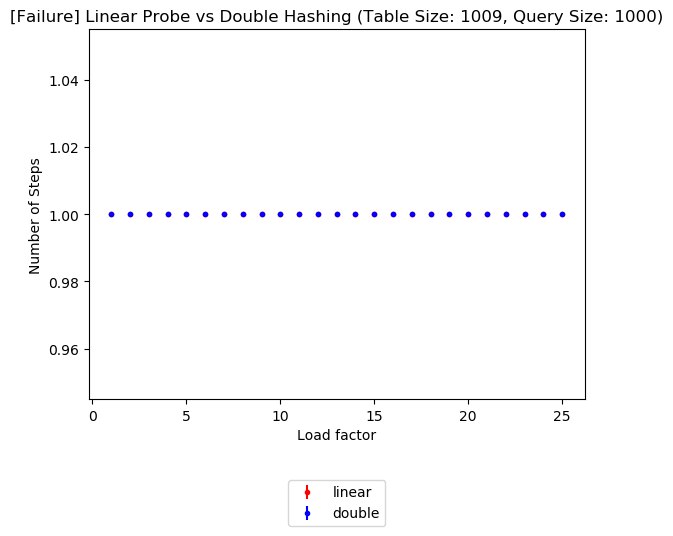 [Failure] Linear Probe vs Double Hashing (Table Size: 1009, Query Size: 1000)
1.04
1.02
1.00
0.98
0.96
Number of Steps
0
5
10
15
20
25
Load factor
linear
double